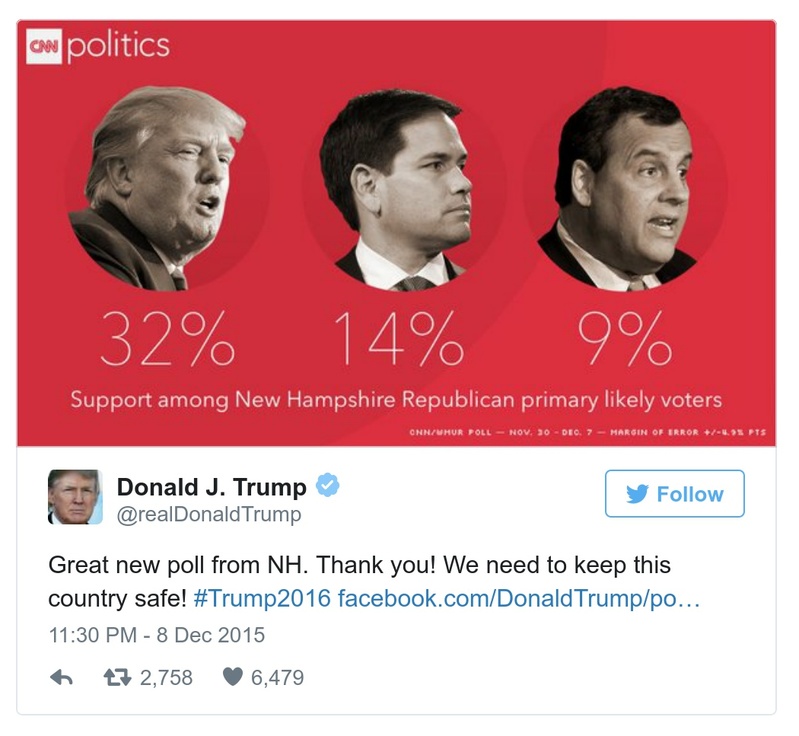 CNN politics
32% 14% 9%
Support among New Hampshire Republican primary likely voters
CNN/WMUR POLL — NOV. 30 - DEC. 7 — MARGIN OF ERROR +/-4.9% PTS
Donald J. Trump
@realDonaldTrump
Follow
Great new poll from NH. Thank you! We need to keep this
country safe! #Trump2016 facebook.com/DonaldTrump/po…
11:30 PM - 8 Dec 2015
2,758 6,479